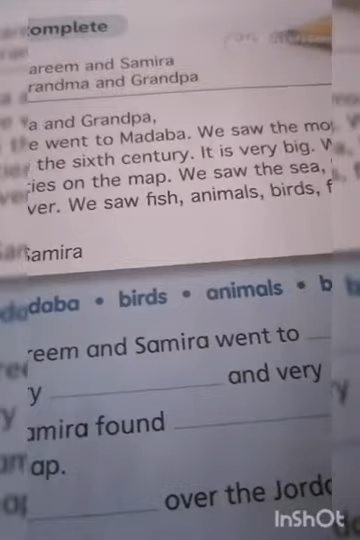 omplete
areem and Samira
randma and Grandpa
a and Grandpa,
e went to Madaba. We saw the mo
the sixth century. It is very big. W
ies on the map. We saw the sea,
ver. We saw fish, animals, birds, f
Samira
daba • birds • animals • b
reem and Samira went to
y and very
amira found
ap.
over the Jorda
InShOt